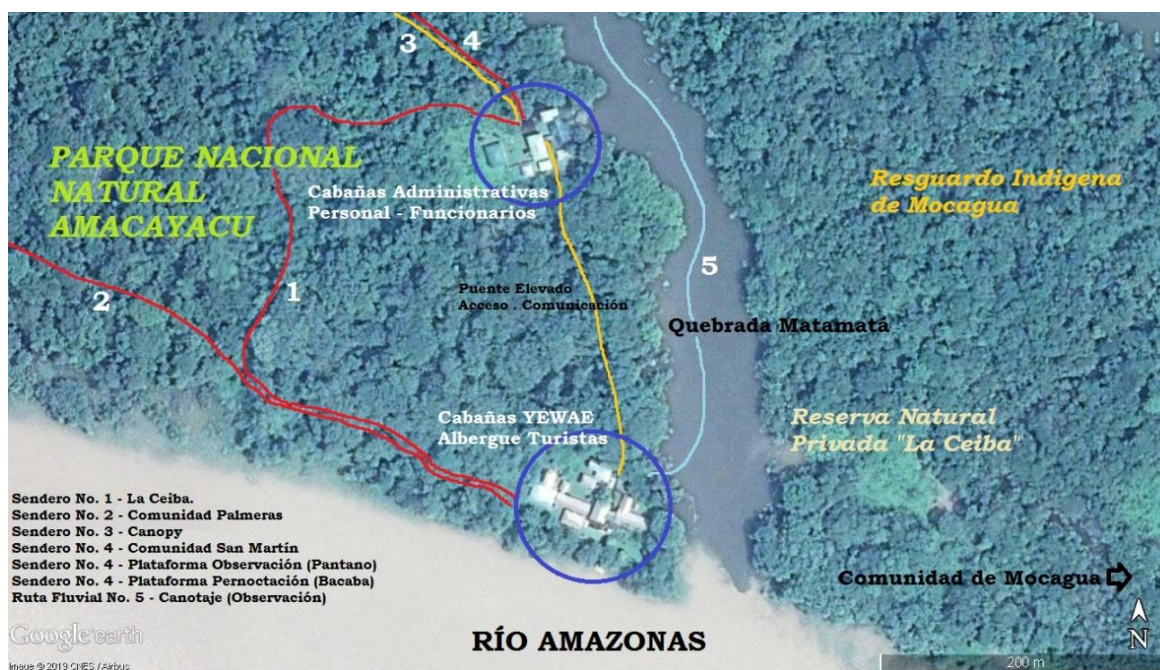 3
4
PARQUE NACIONAL
NATURAL
AMACAYACU
Cabañas Administrativas
Personal - Funcionarios
Resguardo Indigena
de Mocagua
1
2
5
Puente Elevado
Acceso . Comunicación
Quebrada Matamatá
Cabañas YEWAE
Albergue Turistas
Reserva Natural
Privada "La Ceiba"
Sendero No. 1 - La Ceiba.
Sendero No. 2 - Comunidad Palmeras
Sendero No. 3 - Canopy
Sendero No. 4 - Comunidad San Martín
Sendero No. 4 - Plataforma Observación (Pantano)
Sendero No. 4 - Plataforma Pernoctación (Bacaba)
Ruta Fluvial No. 5 - Canotaje (Observación)
Comunidad de Mocagua
N
Google earth
RÍO AMAZONAS
Image © 2019 CNES / Airbus
200 m